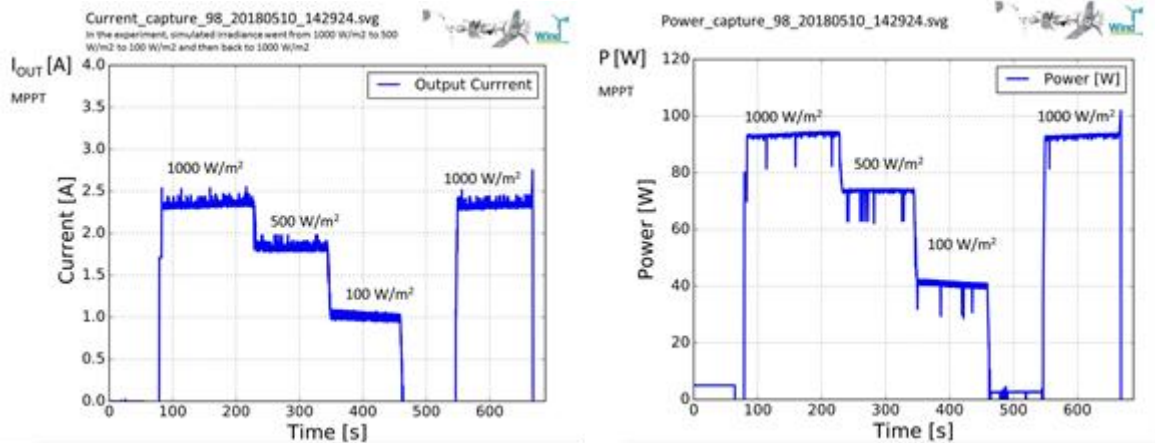 Current_capture_98_20180510_142924.svg
In the experiment, simulated irradiance went from 1000 W/m2 to 500
W/m2 to 100 W/m2 and then back to 1000 W/m2
Wind
I_OUT [A]
MPPT
4.0
3.5
3.0
2.5
2.0
1.5
1.0
0.5
0.0
Current [A]
Output Currrent
1000 W/m²
500 W/m²
100 W/m²
1000 W/m²
0 100 200 300 400 500 600
Time [s]
Power_capture_98_20180510_142924.svg
Wind
P [W]
MPPT
120
100
80
60
40
20
0
Power [W]
Power [W]
1000 W/m²
500 W/m²
100 W/m²
1000 W/m²
0 100 200 300 400 500 600
Time [s]